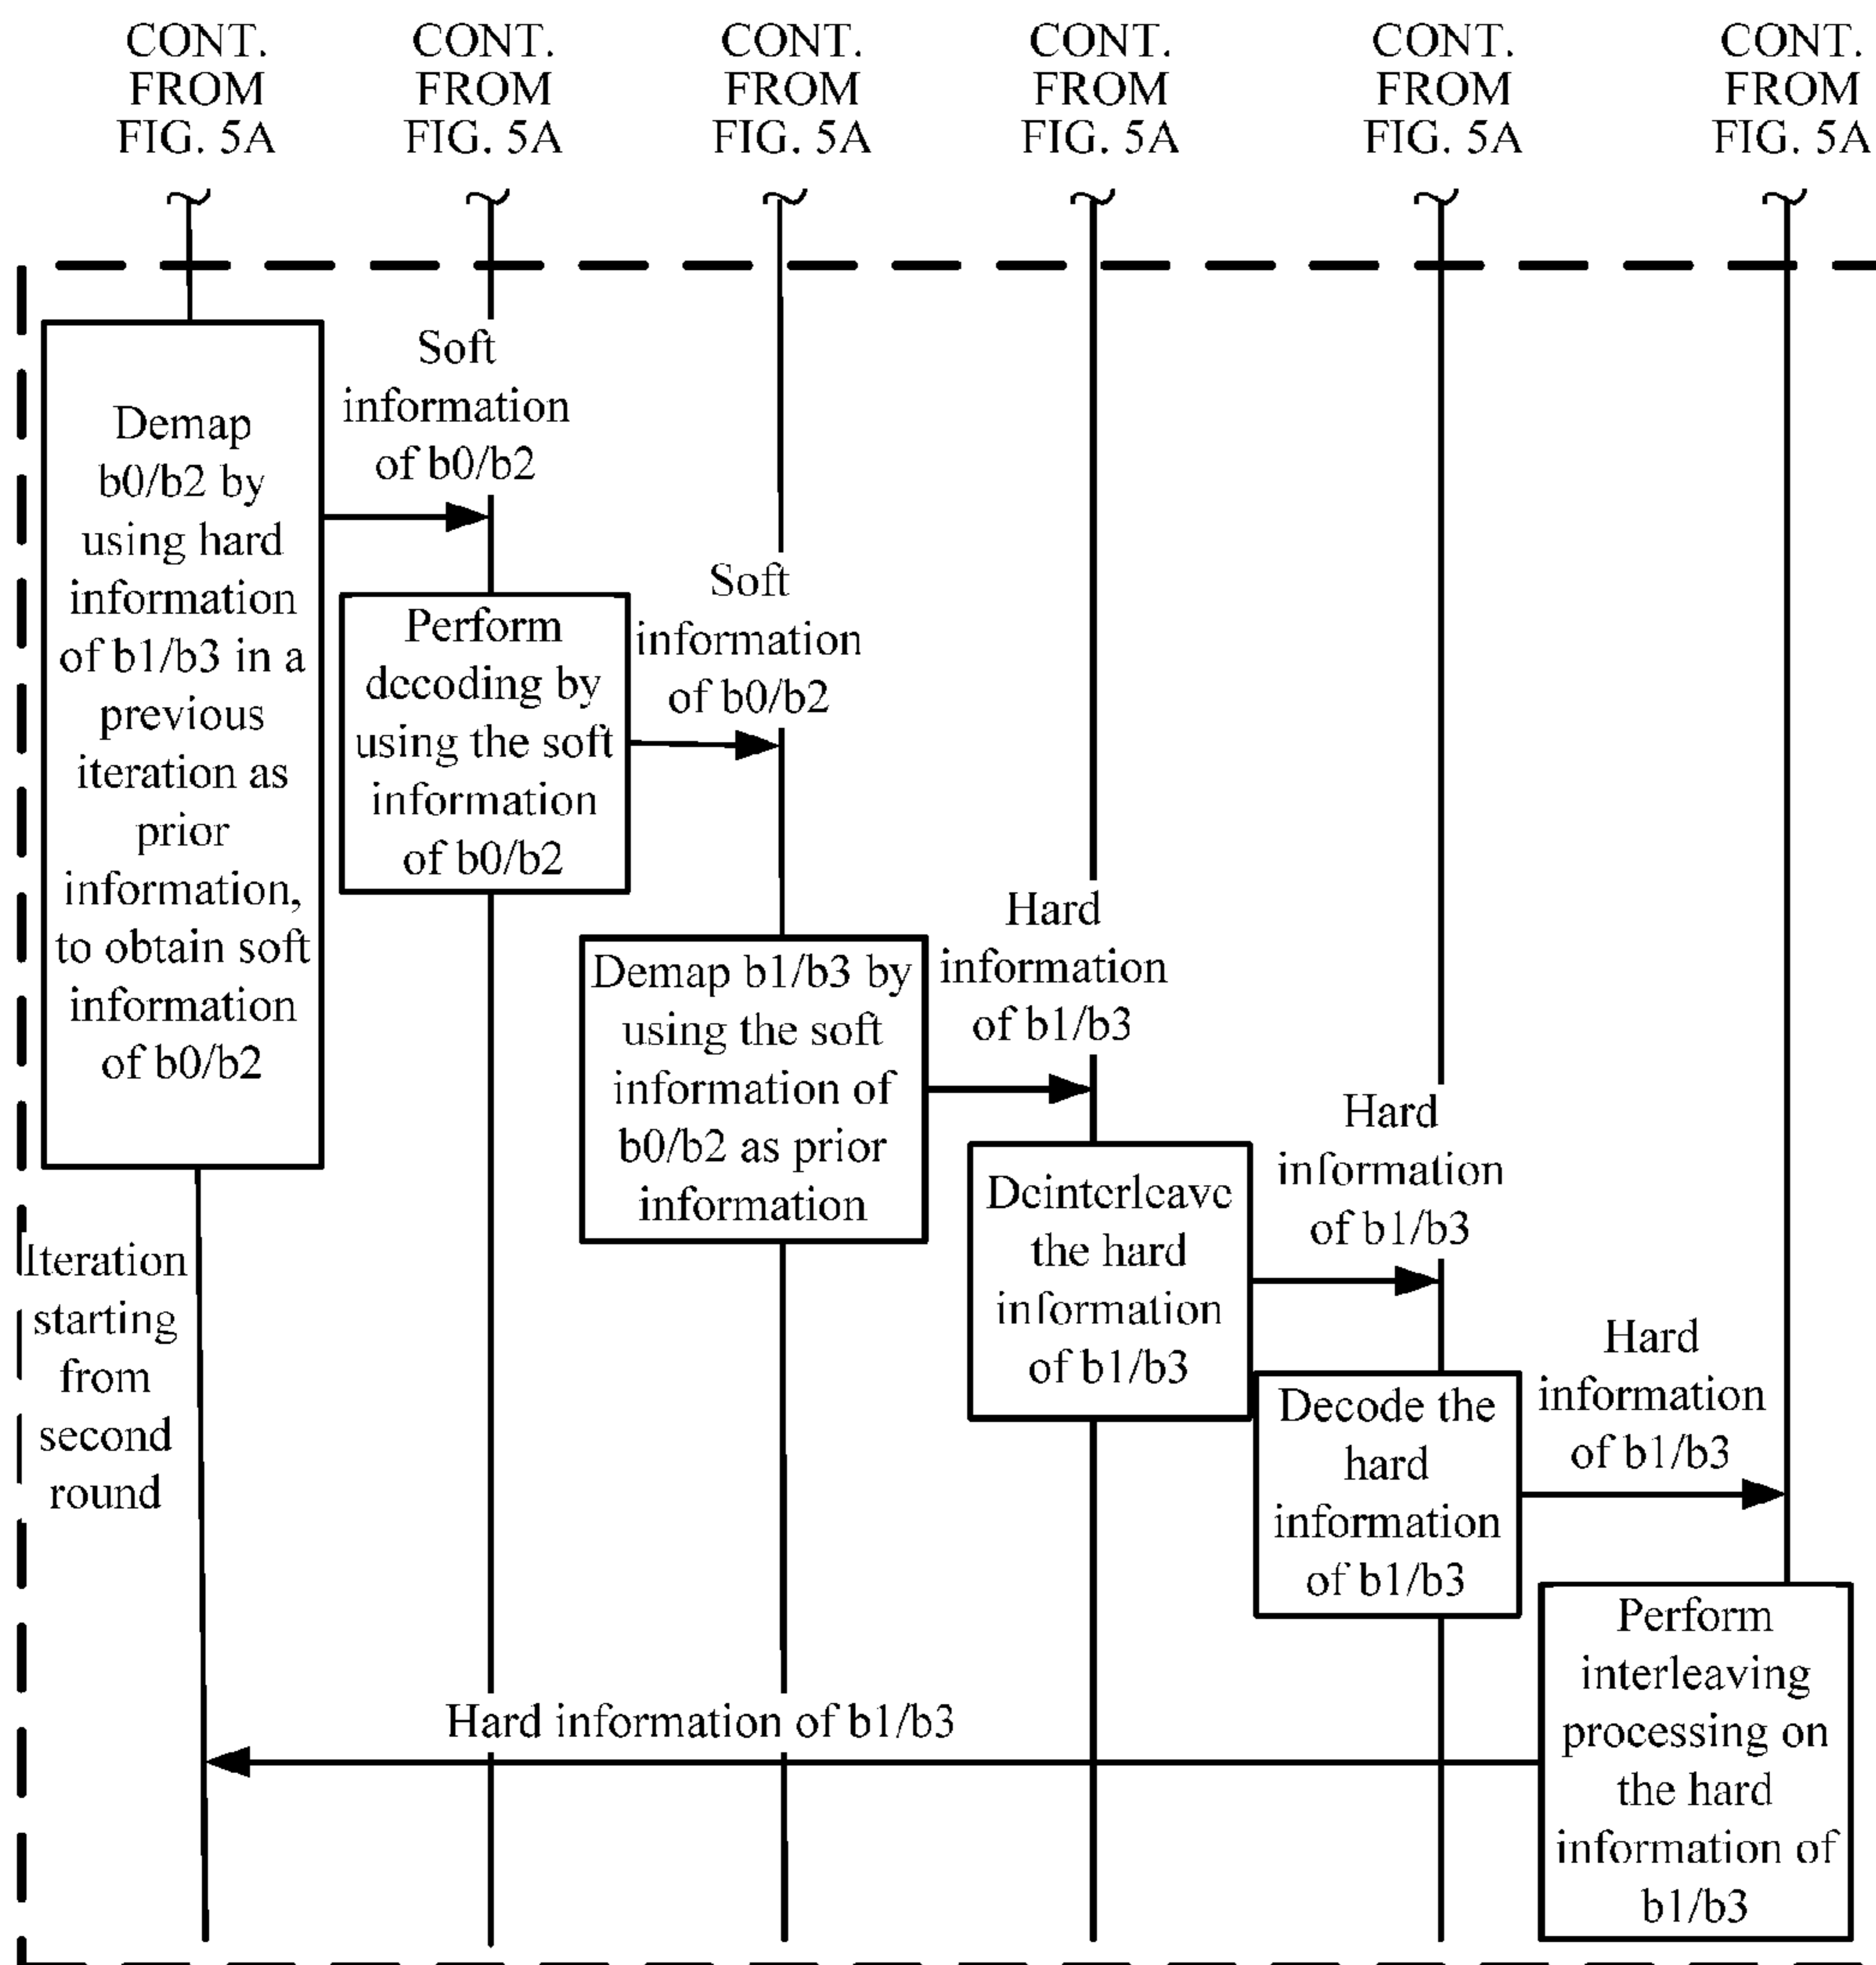 CONT.
FROM
FIG. 5A
CONT.
FROM
FIG. 5A
CONT.
FROM
FIG. 5A
CONT.
FROM
FIG. 5A
CONT.
FROM
FIG. 5A
CONT.
FROM
FIG. 5A
Demap
b0/b2 by
using hard
information
of b1/b3 in a
previous
iteration as
prior
information,
to obtain soft
information
of b0/b2
Soft
information
of b0/b2
Perform
decoding by
using the soft
information
of b0/b2
Soft
information
of b0/b2
Demap b1/b3 by
using the soft
information of
b0/b2 as prior
information
Hard
information
of b1/b3
Deinterleave
the hard
information
of b1/b3
Hard
information
of b1/b3
Decode the
hard
information
of b1/b3
Hard
information
of b1/b3
Perform
interleaving
processing on
the hard
information of
b1/b3
Hard information of b1/b3
Iteration
starting
from
second
round